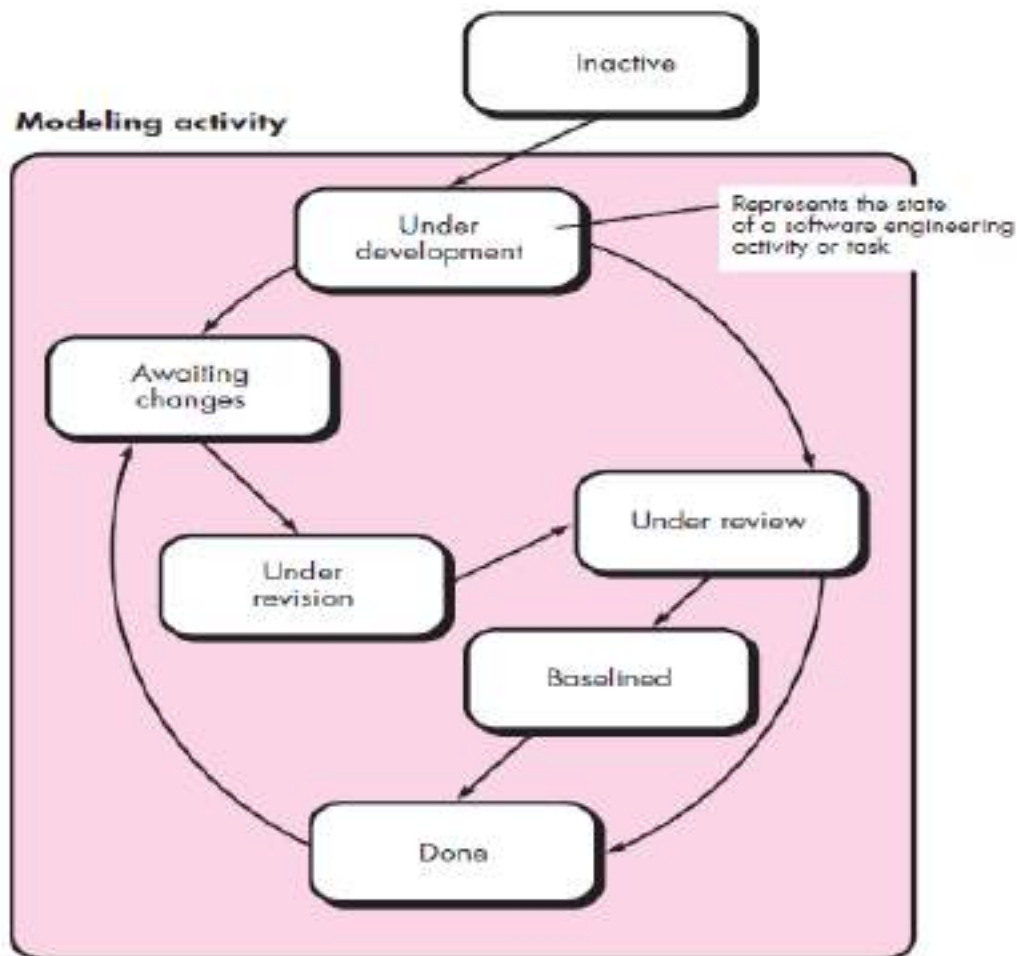 Inactive
Modeling activity
Under
development
Represents the state
of a software engineering
activity or task
Awaiting
changes
Under review
Under
revision
Baselined
Done